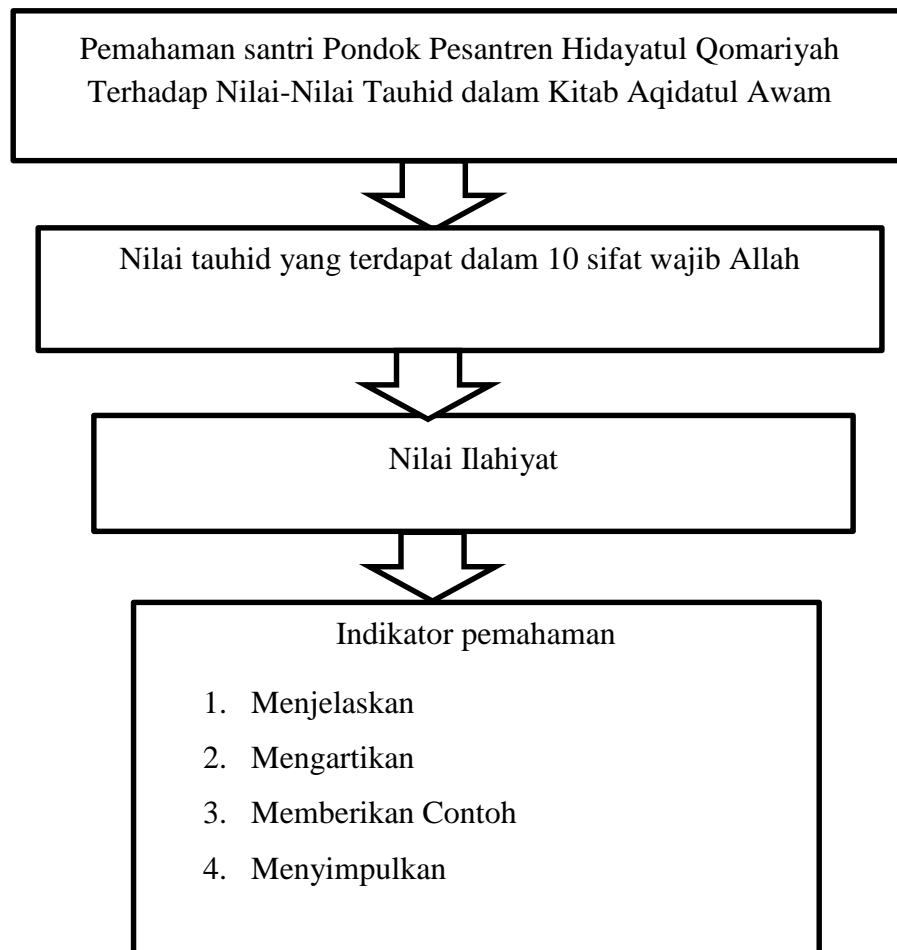 Pemahaman santri Pondok Pesantren Hidayatul Qomariyah
Terhadap Nilai-Nilai Tauhid dalam Kitab Aqidatul Awam
Nilai tauhid yang terdapat dalam 10 sifat wajib Allah
Nilai Ilahiyat
Indikator pemahaman
1. Menjelaskan
2. Mengartikan
3. Memberikan Contoh
4. Menyimpulkan